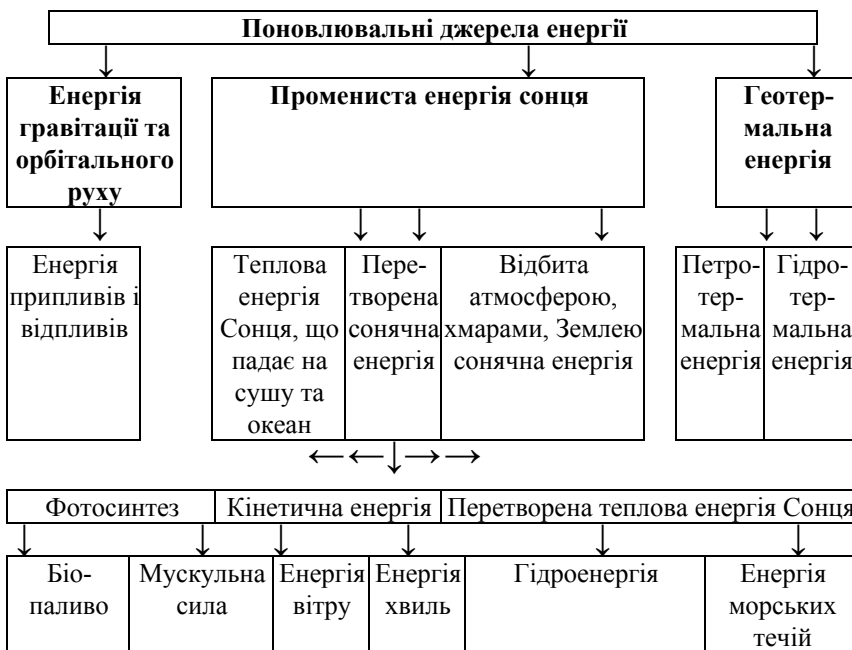 Поновлювальні джерела енергії
Енергія
гравітації та
орбітального
руху
Промениста енергія сонця
Геотер-
мальна
енергія
Енергія
припливів і
відпливів
Теплова
енергія
Сонця, що
падає на
сушу та
океан
Пере-
творена
сонячна
енергія
Відбита
атмосферою,
хмарами, Землею
сонячна енергія
Петро-
тер-
мальна
енергія
Гідро-
тер-
мальна
енергія
Фотосинтез
Кінетична енергія
Перетворена теплова енергія Сонця
Біо-
паливо
Мускульна
сила
Енергія
вітру
Енергія
хвиль
Гідроенергія
Енергія
морських
течій